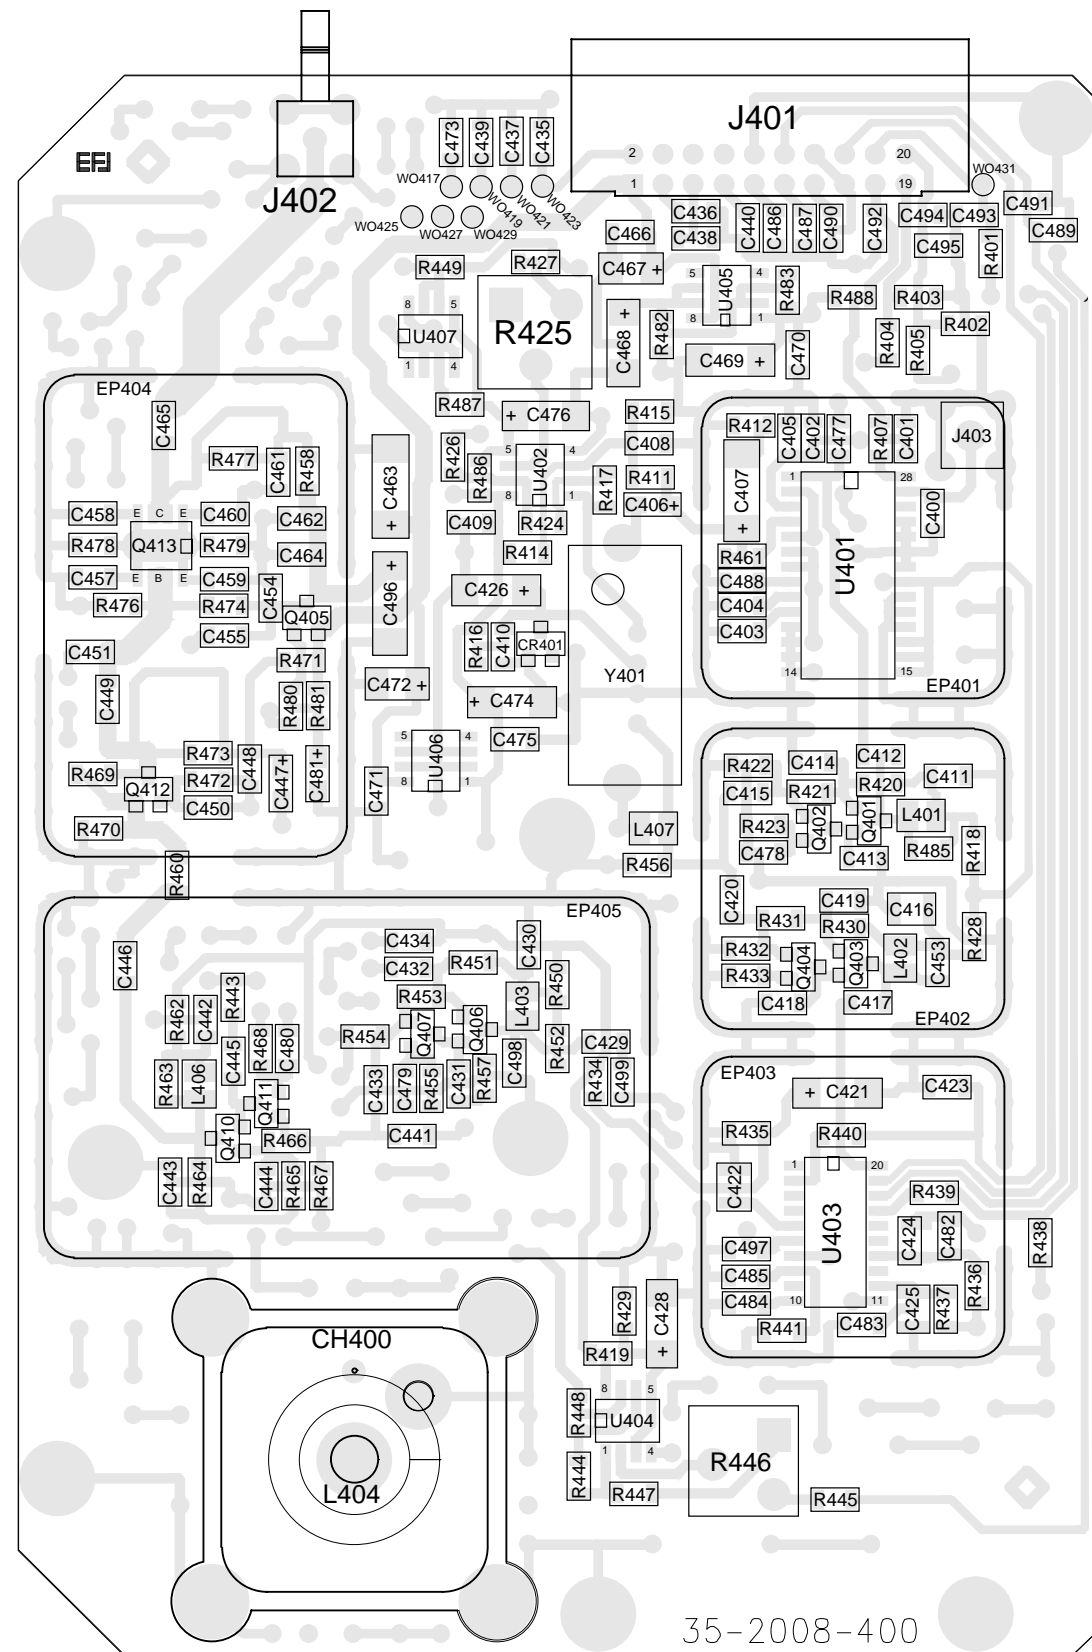 J401
J402
EFJ
C473
C439
C437
C435
2
20
1
19
WO417
WO419
WO421
WO423
WO431
WO425
WO427
WO429
C491
C489
C466
C436
C438
C440
C486
C487
C490
C492
C494
C493
C495
R401
R449
R427
C467 +
5
4
U405
8
1
R483
R488
R403
R402
8
5
U407
1
4
R425
C468 +
R482
C469 +
C470
R404
R405
EP404
C465
R487
+ C476
R415
C408
R412
C405
C402
C477
R407
C401
J403
R477
C461
R458
C463 +
R426
R486
5
4
U402
8
1
R417
R411
C406+
C407 +
1
28
C400
C458
E C E
C460
C462
C409
R424
R478
Q413
R479
C464
R414
R461
U401
C457
E B E
C459
C454
C496 +
C426 +
C488
R476
R474
Q405
C404
C455
C403
C451
R471
R416
C410
CR401
Y401
14
15
EP401
C449
R480
R481
C472 +
+ C474
R473
C448
C447+
C481+
5
4
U406
8
1
C475
R469
Q412
R472
C450
C471
R470
L407
R456
R460
R422
C414
C412
C411
C415
R421
R420
R423
Q402
Q401
L401
C478
C413
R485
R418
C420
R431
C419
R430
C416
R428
R432
R433
Q404
Q403
L402
C453
C418
C417
EP402
EP405
C446
C434
C432
R451
C430
R450
R443
R462
C442
R453
L403
R454
Q407
Q406
R452
C429
C445
R468
C480
C498
R463
L406
C433
C479
R455
C431
R457
R434
C499
Q411
Q410
R466
C441
C443
R464
C444
R465
R467
EP403
+ C421
C423
R435
R440
1
20
C422
R439
U403
C424
C482
R438
C497
C485
C484
R436
10
11
C425
R437
R441
C483
CH400
L404
R429
C428 +
R419
8
5
R448
U404
1
4
R444
R447
R446
R445
35-2008-400